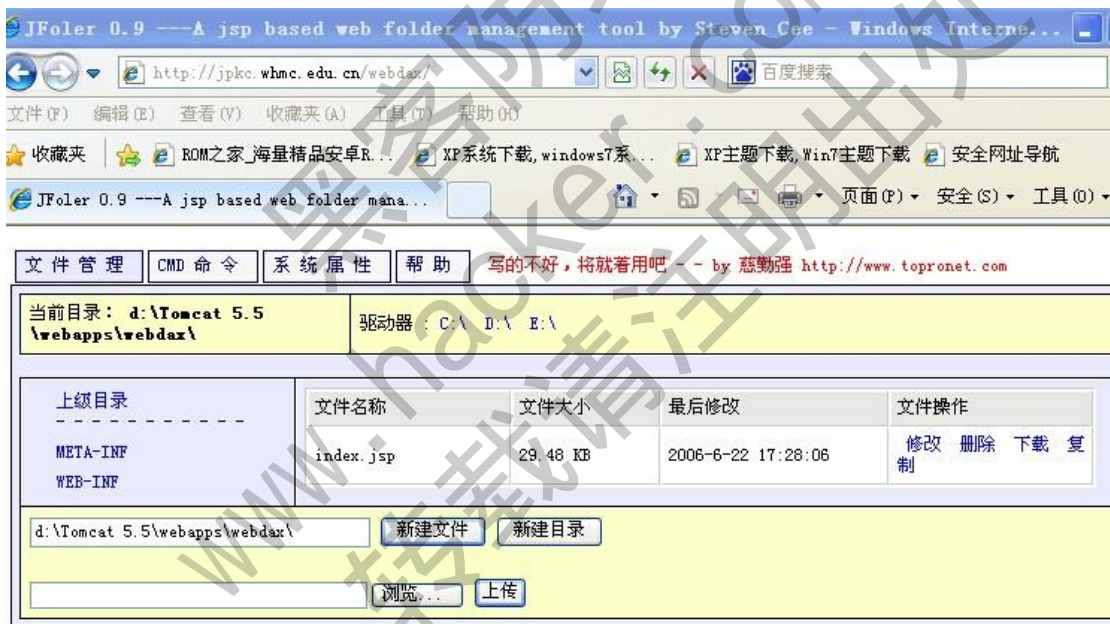 JFoler 0.9 ---A jsp based web folder management tool by Steven Cee - Windows Interne...
http://jpkc.whmc.edu.cn/webdax/ 百度搜索
文件(F) 编辑(E) 查看(V) 收藏夹(A) 工具(T) 帮助(H)
收藏夹 ROM之家_海量精品安卓R... XP系统下载,windows7系... XP主题下载,Win7主题下载 安全网址导航
JFoler 0.9 ---A jsp based web folder mana... 页面(P) 安全(S) 工具(O)
文件管理 CMD 命令 系统属性 帮助 写的不好，将就着用吧 - - by 慈勤强 http://www.topronet.com
当前目录： d:\Tomcat 5.5
\webapps\webdax\
驱动器 : C:\ D:\ E:\
上级目录
- - - - - - - - - - - -
META-INF
WEB-INF
文件名称 文件大小 最后修改 文件操作
index.jsp 29.48 KB 2006-6-22 17:28:06 修改 删除 下载 复
制
d:\Tomcat 5.5\webapps\webdax\ 新建文件 新建目录
浏览... 上传
www.hacker.co
转载请注明出处
黑客防